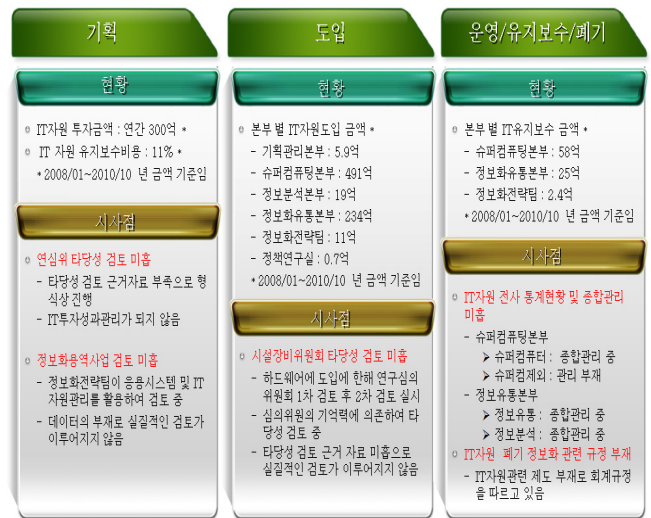 기획
현황
◦ IT자원 투자금액 : 연간 300억 *
◦ IT 자원 유지보수비용 : 11% *
*2008/01~2010/10 년 금액 기준임
시사점
◦ 연심위 타당성 검토 미흡
- 타당성 검토 근거자료 부족으로 형
식상 진행
- IT투자성과관리가 되지 않음
◦ 정보화용역사업 검토 미흡
- 정보화전략팀이 응용시스템 및 IT
자원관리를 활용하여 검토 중
- 데이터의 부재로 실질적인 검토가
이루어지지 않음
도입
현황
◦ 본부 별 IT자원도입 금액 *
- 기획관리본부 : 5.9억
- 슈퍼컴퓨팅본부 : 491억
- 정보분석본부 : 19억
- 정보화유통본부 : 234억
- 정보화전략팀 : 11억
- 정책연구실 : 0.7억
*2008/01~2010/10 년 금액 기준임
시사점
◦ 시설장비위원회 타당성 검토 미흡
- 하드웨어에 도입에 한해 연구심의
위원회 1차 검토 후 2차 검토 실시
- 심의위원의 기억력에 의존하여 타
당성 검토 중
- 타당성 검토 근거 자료 미흡으로
실질적인 검토가 이루어지지 않음
운영/유지보수/폐기
현황
◦ 본부 별 IT유지보수 금액 *
- 슈퍼컴퓨팅본부 : 58억
- 정보화유통본부 : 25억
- 정보화전략팀 : 2.4억
*2008/01~2010/10 년 금액 기준임
시사점
◦ IT자원 전사 통계현황 및 종합관리
미흡
- 슈퍼컴퓨팅본부
➢ 슈퍼컴퓨터 : 종합관리 중
➢ 슈퍼컴제외 : 관리 부재
- 정보유통본부
➢ 정보유통 : 종합관리 중
➢ 정보분석 : 종합관리 중
◦ IT자원 폐기 정보화 관련 규정 부재
- IT자원관련 제도 부재로 회계규정
을 따르고 있음